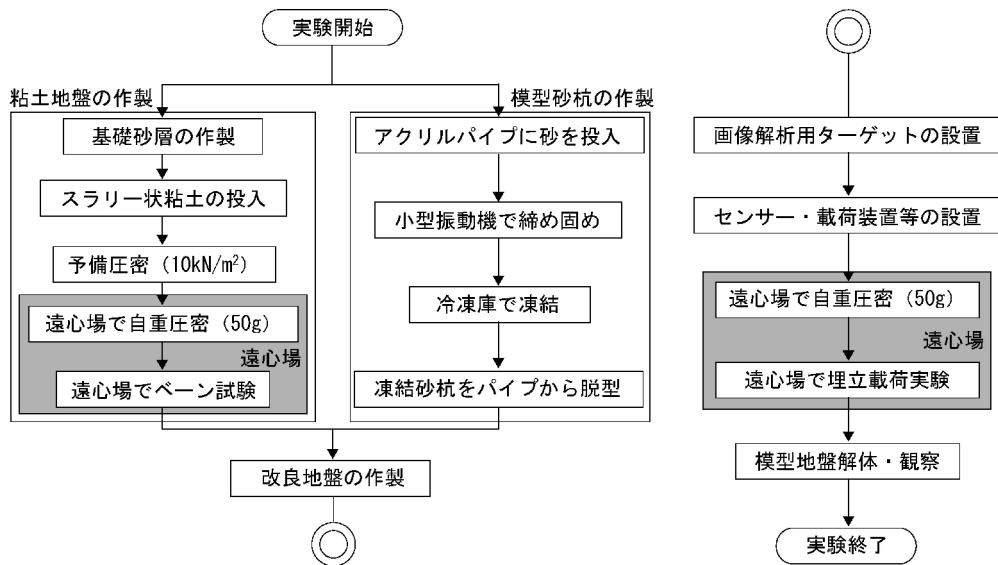 実験開始
粘土地盤の作製
基礎砂層の作製
スラリー状粘土の投入
予備圧密（10kN/m²）
遠心場で自重圧密（50g）
遠心場
遠心場でベーン試験
模型砂杭の作製
アクリルパイプに砂を投入
小型振動機で締め固め
冷凍庫で凍結
凍結砂杭をパイプから脱型
改良地盤の作製
画像解析用ターゲットの設置
センサー・載荷装置等の設置
遠心場で自重圧密（50g）
遠心場
遠心場で埋立載荷実験
模型地盤解体・観察
実験終了